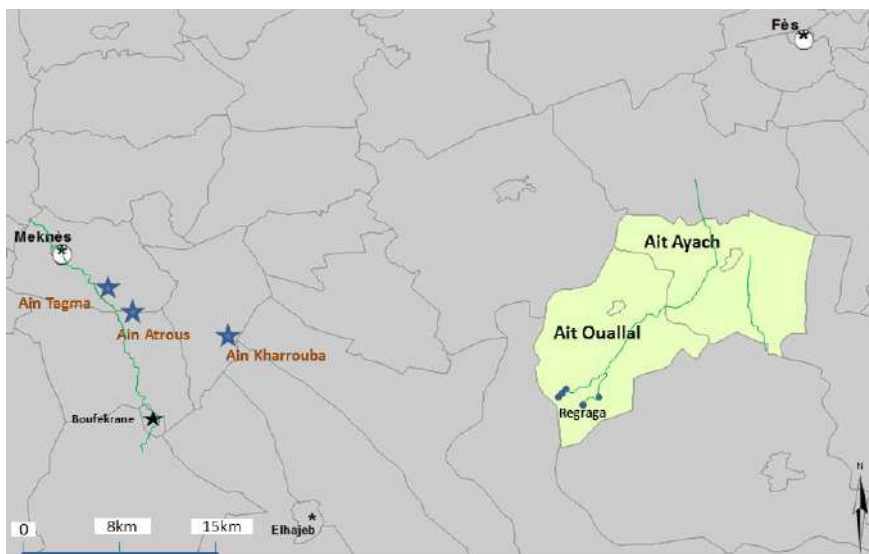 Fès
Meknès
Ait Ayach
Ain Tagma
Ain Atrous
Ait Ouallal
Ain Kharrouba
Boufekrane
Regraga
N
0
8km
15km
Elhajeb